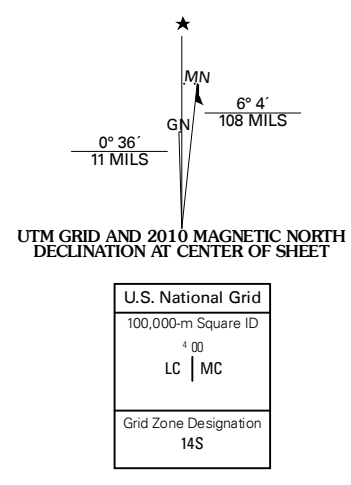 MN
6° 4´
108 MILS
GN
0° 36´
11 MILS
UTM GRID AND 2010 MAGNETIC NORTH
DECLINATION AT CENTER OF SHEET
U.S. National Grid
100,000-m Square ID
4 00
LC MC
Grid Zone Designation
14S